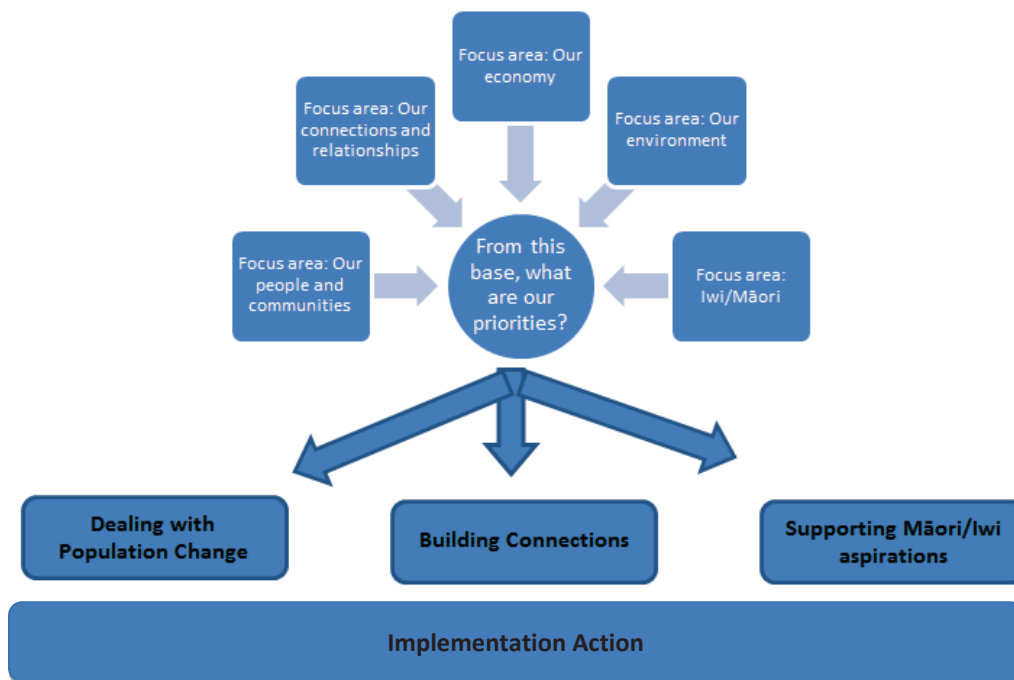 Focus area: Our
economy
Focus area: Our
connections and
relationships
Focus area: Our
environment
Focus area: Our
people and
communities
From this
base, what
are our
priorities?
Focus area:
Iwi/Māori
Dealing with
Population Change
Building Connections
Supporting Māori/Iwi
aspirations
Implementation Action